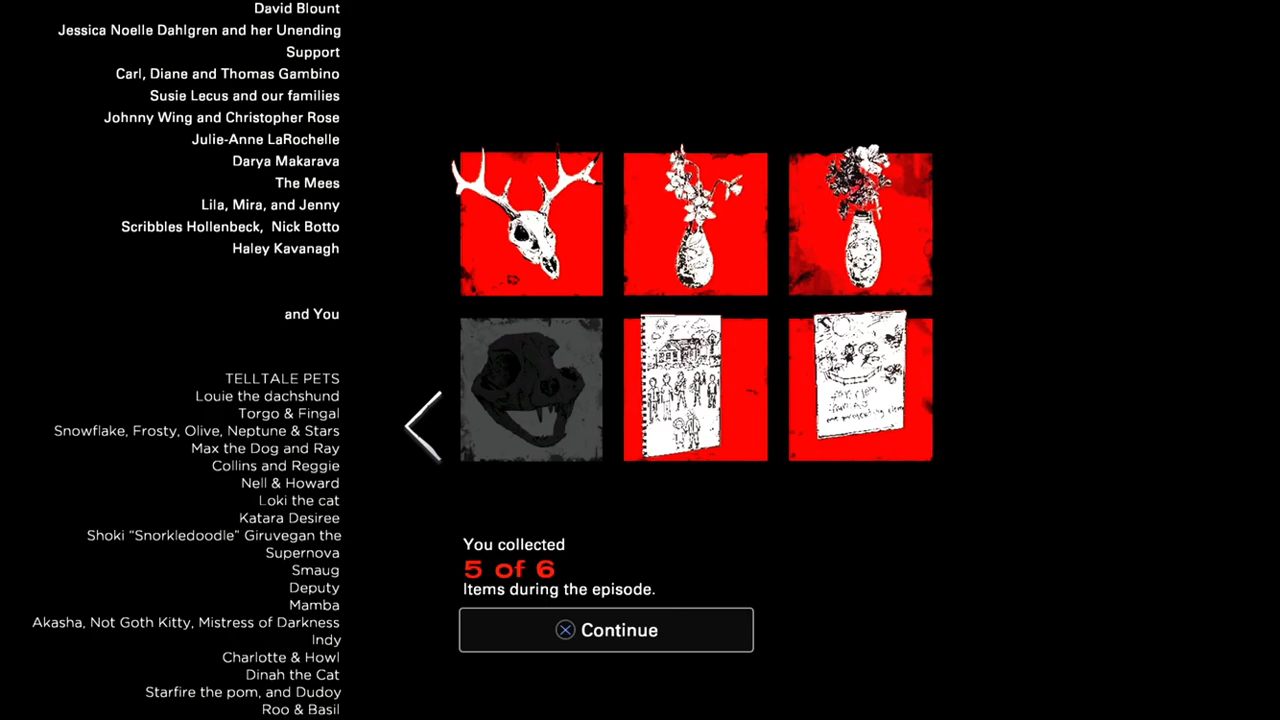 David Blount
Jessica Noelle Dahlgren and her Unending
Support
Carl, Diane and Thomas Gambino
Susie Lecus and our families
Johnny Wing and Christopher Rose
Julie-Anne LaRochelle
Darya Makarava
The Mees
Lila, Mira, and Jenny
Scribbles Hollenbeck, Nick Botto
Haley Kavanagh
and You
TELLTALE PETS
Louie the dachshund
Torgo & Fingal
Snowflake, Frosty, Olive, Neptune & Stars
Max the Dog and Ray
Collins and Reggie
Nell & Howard
Loki the cat
Katara Desiree
Shoki “Snorkledoodle” Giruvegan the
Supernova
Smaug
Deputy
Mamba
Akasha, Not Goth Kitty, Mistress of Darkness
Indy
Charlotte & Howl
Dinah the Cat
Starfire the pom, and Dudoy
Roo & Basil
You collected
5 of 6
Items during the episode.
Continue